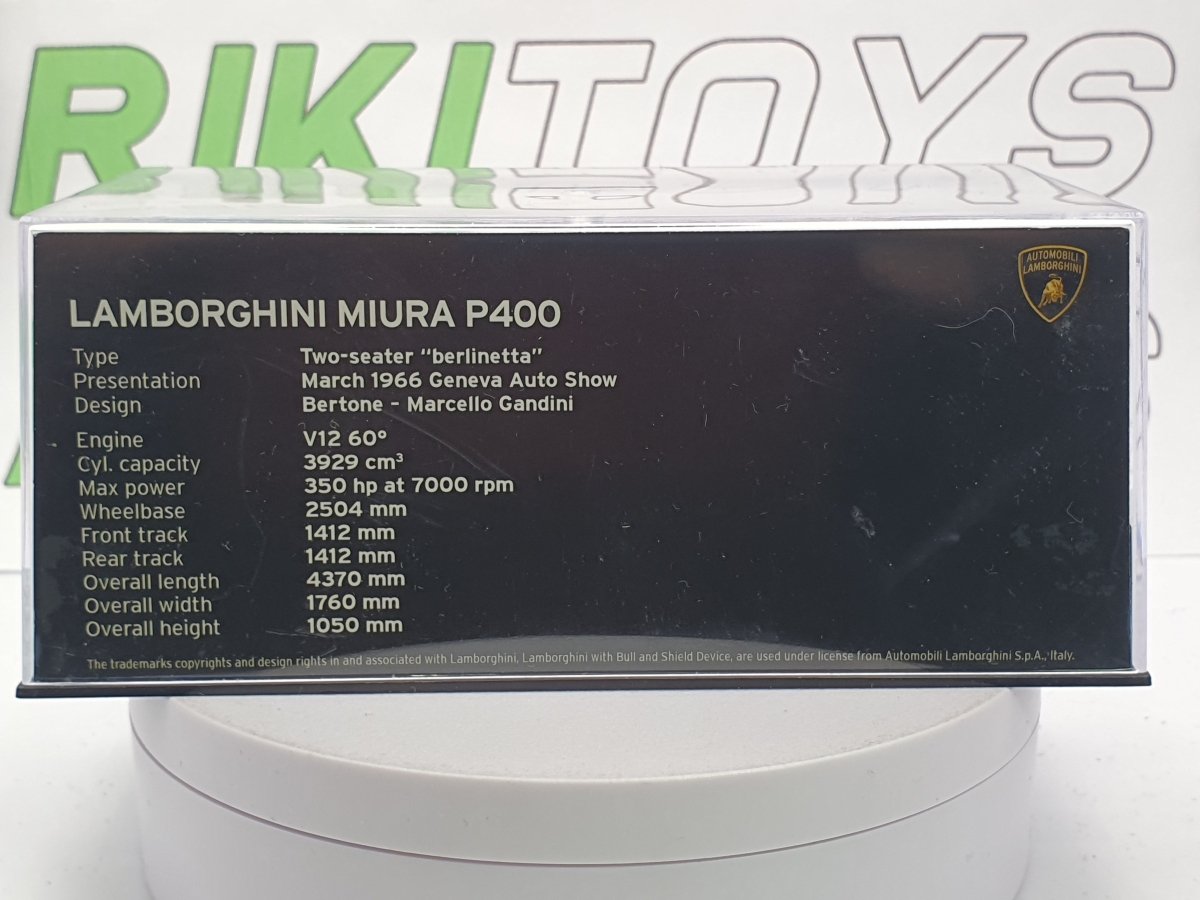 RIKITOYS
AUTOMOBILI
LAMBORGHINI
LAMBORGHINI MIURA P400
Type Two-seater “berlinetta”
Presentation March 1966 Geneva Auto Show
Design Bertone - Marcello Gandini
Engine V12 60°
Cyl. capacity 3929 cm³
Max power 350 hp at 7000 rpm
Wheelbase 2504 mm
Front track 1412 mm
Rear track 1412 mm
Overall length 4370 mm
Overall width 1760 mm
Overall height 1050 mm
The trademarks copyrights and design rights in and associated with Lamborghini, Lamborghini with Bull and Shield Device, are used under license from Automobili Lamborghini S.p.A., Italy.